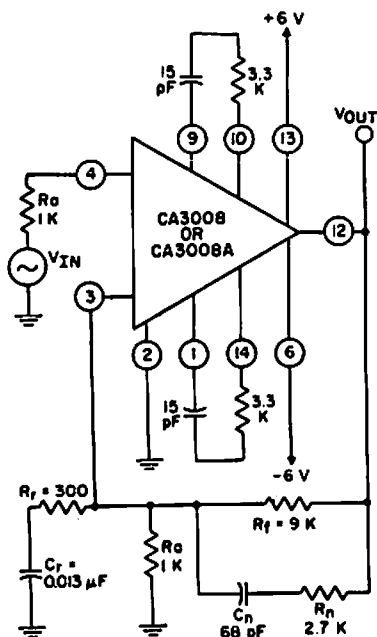 +6 V
15
pF
3.3
K
VOUT
9
10
13
4
Ra
1 K
CA3008
OR
CA3008A
12
VIN
3
2
1
14
6
15
pF
3.3
K
-6 V
Rr = 300
Rf = 9 K
Cr =
0.013 µF
Ra
1 K
Cn
68 pF
Rn
2.7 K